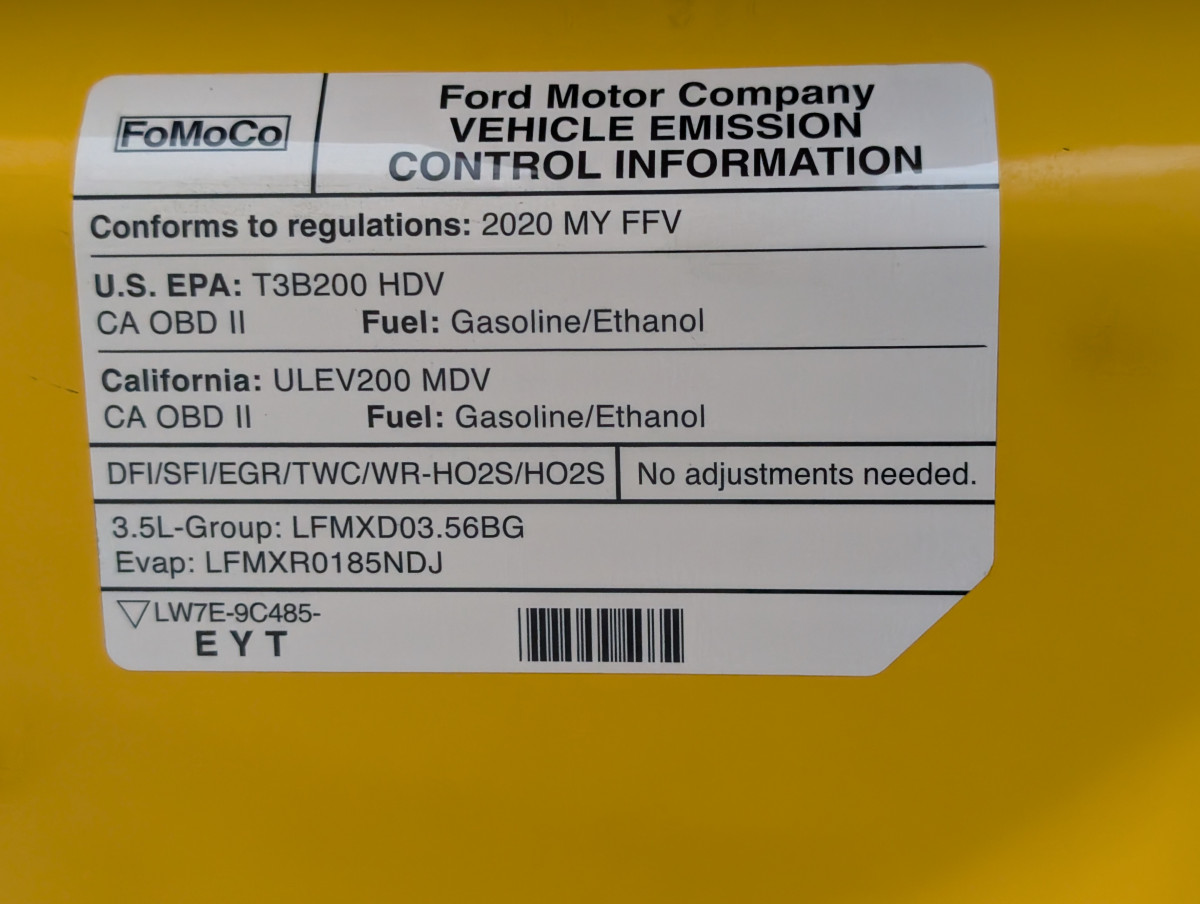 FoMoCo
Ford Motor Company
VEHICLE EMISSION
CONTROL INFORMATION
Conforms to regulations: 2020 MY FFV
U.S. EPA: T3B200 HDV
CA OBD II Fuel: Gasoline/Ethanol
California: ULEV200 MDV
CA OBD II Fuel: Gasoline/Ethanol
DFI/SFI/EGR/TWC/WR-HO2S/HO2S No adjustments needed.
3.5L-Group: LFMXD03.56BG
Evap: LFMXR0185NDJ
LW7E-9C485-
EYT